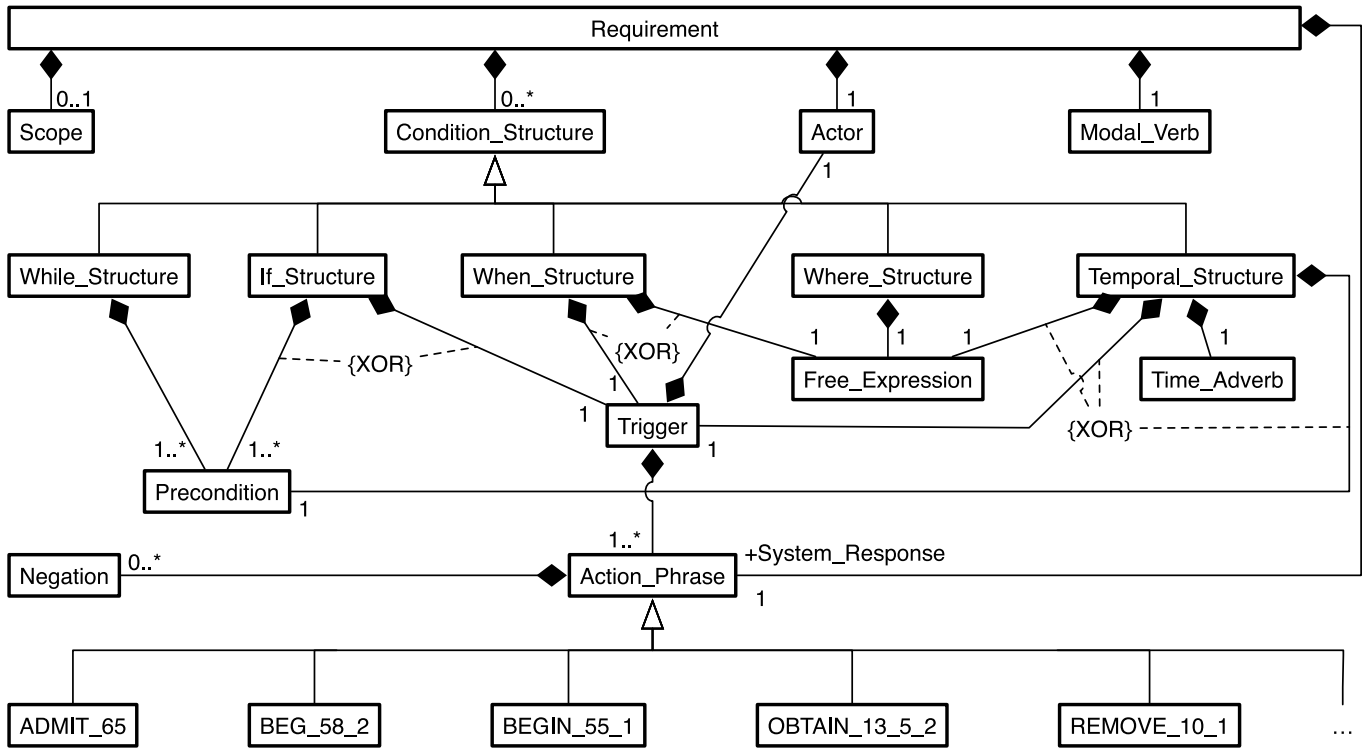 Requirement
0..1
0..*
1
1
Scope
Condition_Structure
Actor
Modal_Verb
1
While_Structure
If_Structure
When_Structure
Where_Structure
Temporal_Structure
{XOR}
{XOR}
1
1
1
1
Free_Expression
Time_Adverb
1
1
Trigger
1
{XOR}
1..*
1..*
Precondition
1
1..*
+System_Response
0..*
Negation
Action_Phrase
1
ADMIT_65
BEG_58_2
BEGIN_55_1
OBTAIN_13_5_2
REMOVE_10_1
...